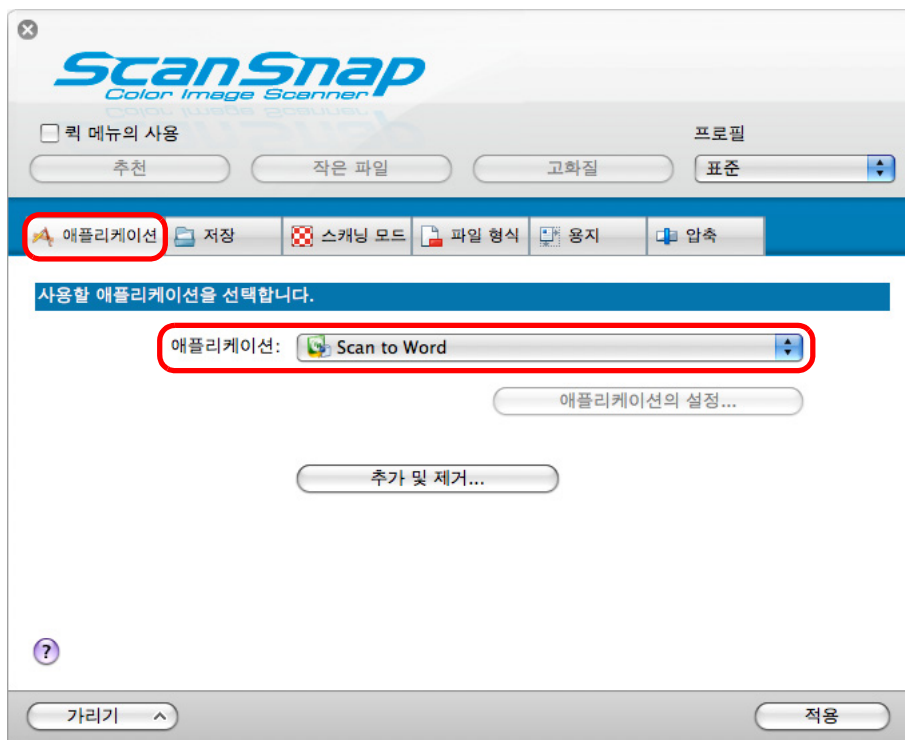 ScanSnap
Color Image Scanner
퀵 메뉴의 사용
프로필
추천 작은 파일 고화질 표준
애플리케이션 저장 스캐닝 모드 파일 형식 용지 압축
사용할 애플리케이션을 선택합니다.
애플리케이션: Scan to Word
애플리케이션의 설정...
추가 및 제거...
?
가리기 적용